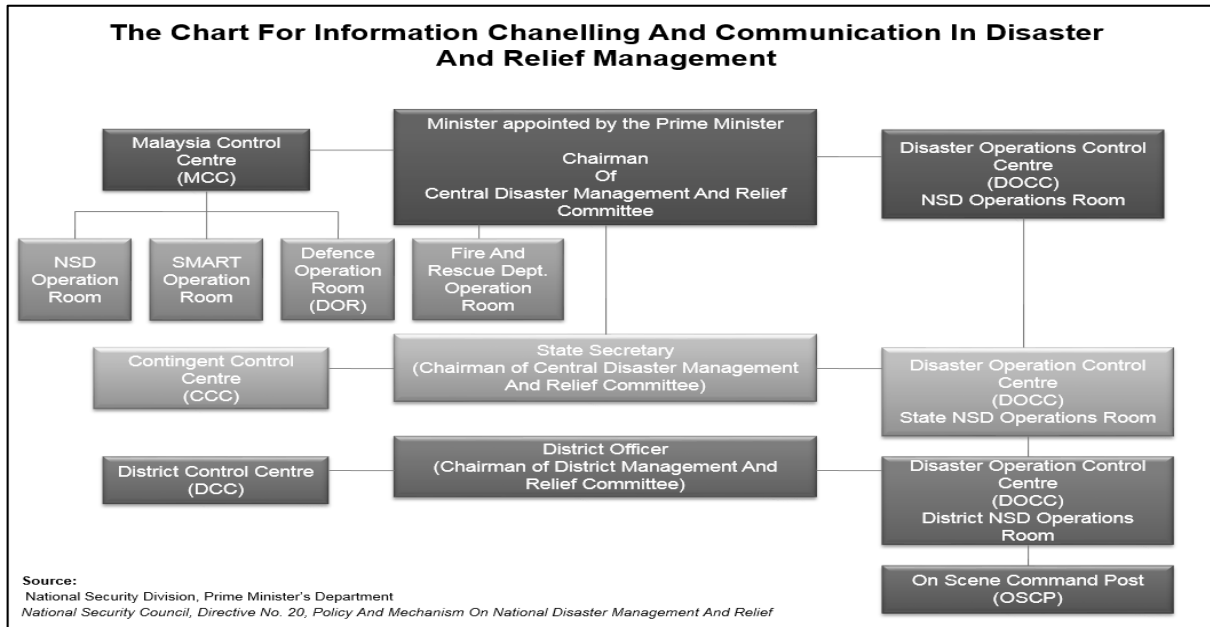 The Chart For Information Chanelling And Communication In Disaster
And Relief Management
Minister appointed by the Prime Minister
Chairman
Of
Central Disaster Management And Relief
Committee
Malaysia Control
Centre
(MCC)
Disaster Operations Control
Centre
(DOCC)
NSD Operations Room
NSD
Operation
Room
SMART
Operation
Room
Defence
Operation
Room
(DOR)
Fire And
Rescue Dept.
Operation
Room
Contingent Control
Centre
(CCC)
State Secretary
(Chairman of Central Disaster Management
And Relief Committee)
Disaster Operation Control
Centre
(DOCC)
State NSD Operations Room
District Control Centre
(DCC)
District Officer
(Chairman of District Management And
Relief Committee)
Disaster Operation Control
Centre
(DOCC)
District NSD Operations
Room
On Scene Command Post
(OSCP)
Source:
National Security Division, Prime Minister's Department
National Security Council, Directive No. 20, Policy And Mechanism On National Disaster Management And Relief